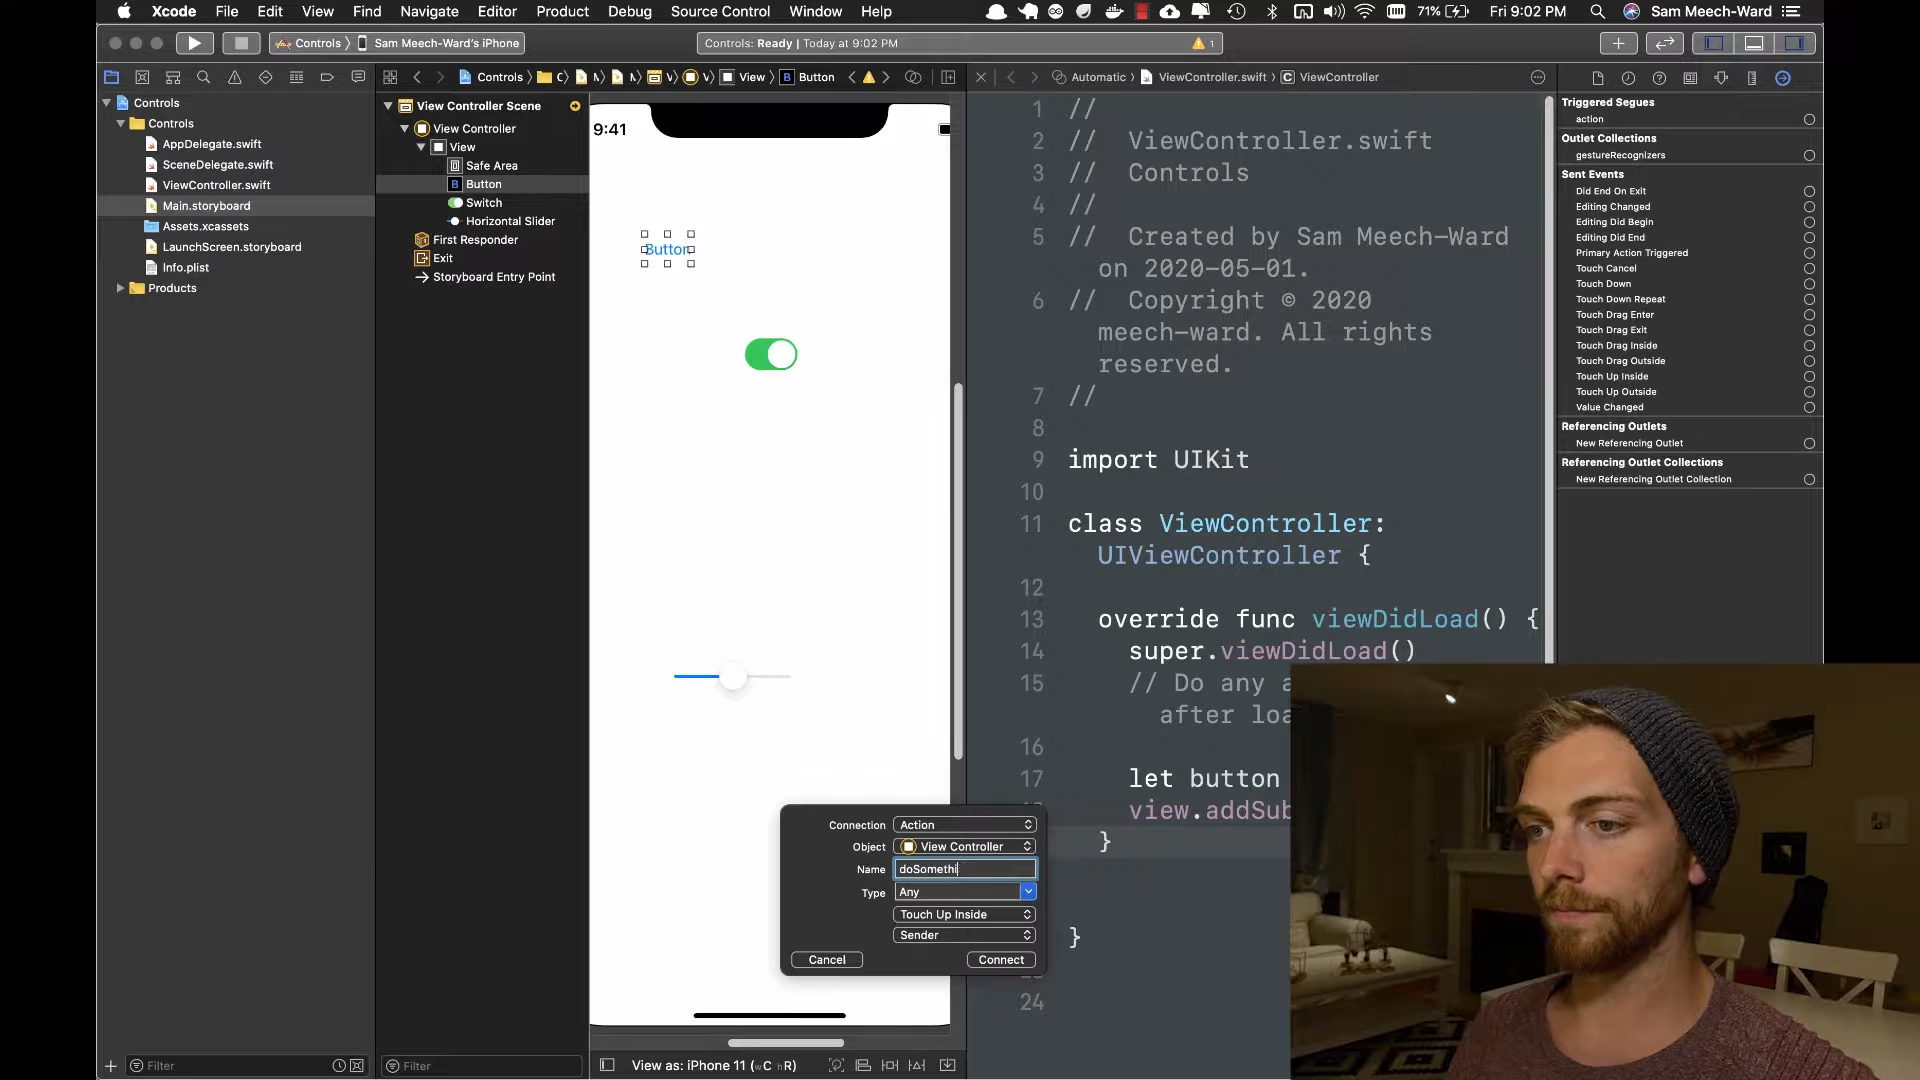 Xcode File Edit View Find Navigate Editor Product Debug Source Control Window Help 71% Fri 9:02 PM Sam Meech-Ward
Controls Sam Meech-Ward's iPhone
Controls: Ready | Today at 9:02 PM 1
Controls
Controls
AppDelegate.swift
SceneDelegate.swift
ViewController.swift
Main.storyboard
Assets.xcassets
LaunchScreen.storyboard
Info.plist
Products
Filter
Controls View B Button
View Controller Scene
View Controller
View
Safe Area
B Button
Switch
Horizontal Slider
First Responder
Exit
Storyboard Entry Point
Filter
9:41
Button
Connection Action
Object View Controller
Name doSomethi
Type Any
Touch Up Inside
Sender
Cancel Connect
View as: iPhone 11 (wC hR)
Automatic ViewController.swift C ViewController
1 //
2 // ViewController.swift
3 // Controls
4 //
5 // Created by Sam Meech-Ward
on 2020-05-01.
6 // Copyright © 2020
meech-ward. All rights
reserved.
7 //
8
9 import UIKit
10
11 class ViewController:
UIViewController {
12
13 override func viewDidLoad() {
14 super.viewDidLoad()
15 // Do any
after
16
17 let button
view.addSub
}
}
24
Triggered Segues
action
Outlet Collections
gestureRecognizers
Sent Events
Did End On Exit
Editing Changed
Editing Did Begin
Editing Did End
Primary Action Triggered
Touch Cancel
Touch Down
Touch Down Repeat
Touch Drag Enter
Touch Drag Exit
Touch Drag Inside
Touch Drag Outside
Touch Up Inside
Touch Up Outside
Value Changed
Referencing Outlets
New Referencing Outlet
Referencing Outlet Collections
New Referencing Outlet Collection